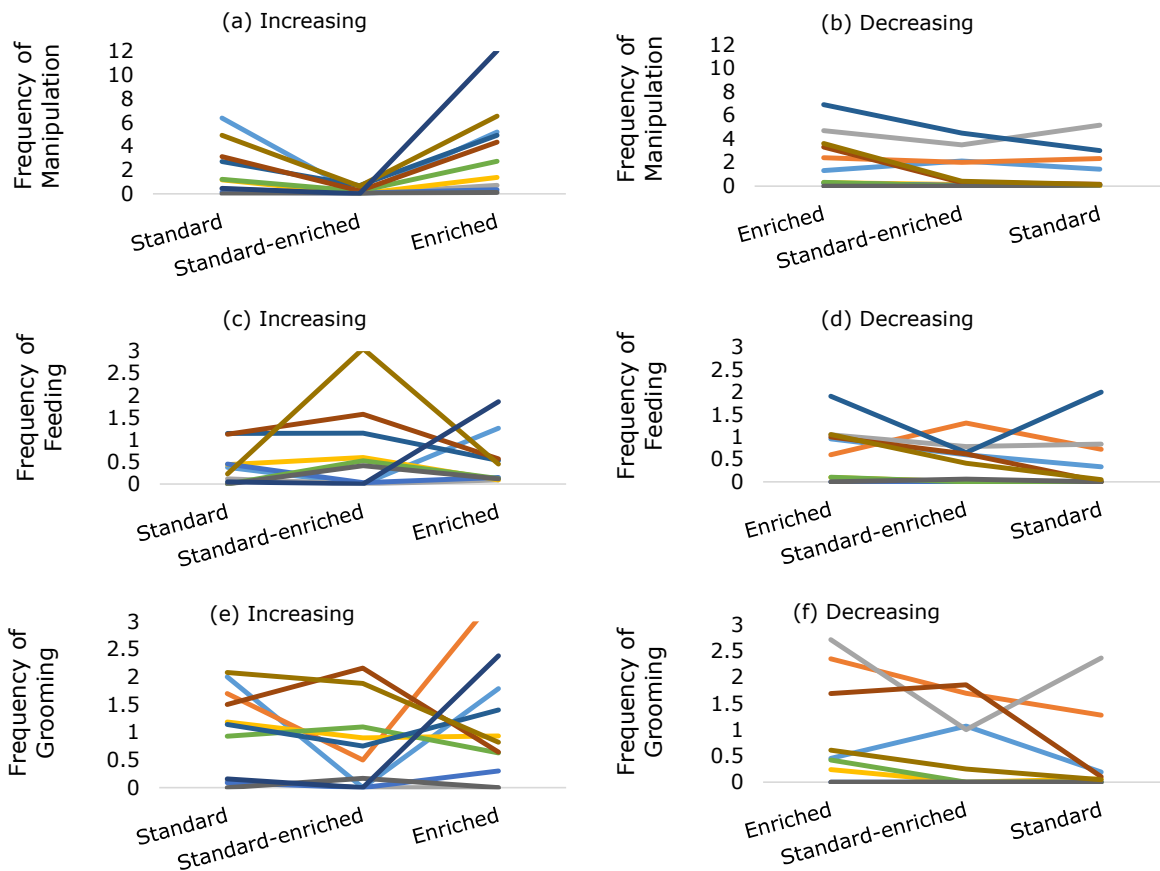 (a) Increasing
Frequency of
Manipulation
12
10
8
6
4
2
0
Standard
Standard-enriched
Enriched
(b) Decreasing
Frequency of
Manipulation
12
10
8
6
4
2
0
Enriched
Standard-enriched
Standard
(c) Increasing
Frequency of
Feeding
3
2.5
2
1.5
1
0.5
0
Standard
Standard-enriched
Enriched
(d) Decreasing
Frequency of
Feeding
3
2.5
2
1.5
1
0.5
0
Enriched
Standard-enriched
Standard
(e) Increasing
Frequency of
Grooming
3
2.5
2
1.5
1
0.5
0
Standard
Standard-enriched
Enriched
(f) Decreasing
Frequency of
Grooming
3
2.5
2
1.5
1
0.5
0
Enriched
Standard-enriched
Standard